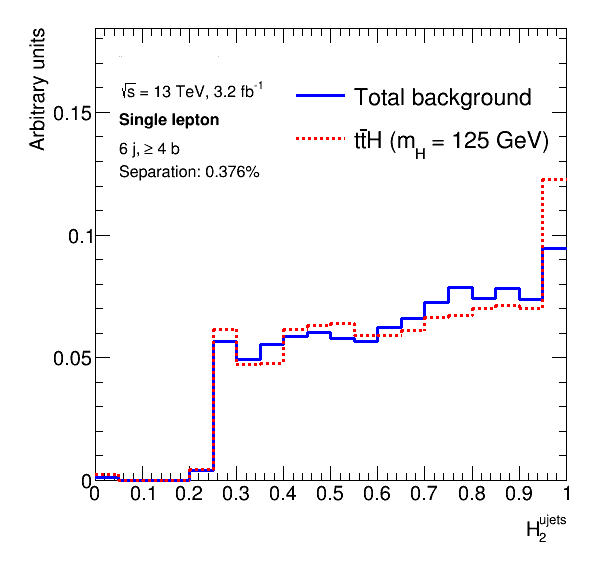 Arbitrary units
√s = 13 TeV, 3.2 fb⁻¹
Single lepton
6 j, ≥ 4 b
Separation: 0.376%
Total background
tt̄H (m_H = 125 GeV)
0.15
0.1
0.05
0
0 0.1 0.2 0.3 0.4 0.5 0.6 0.7 0.8 0.9 1
H₂^ujets